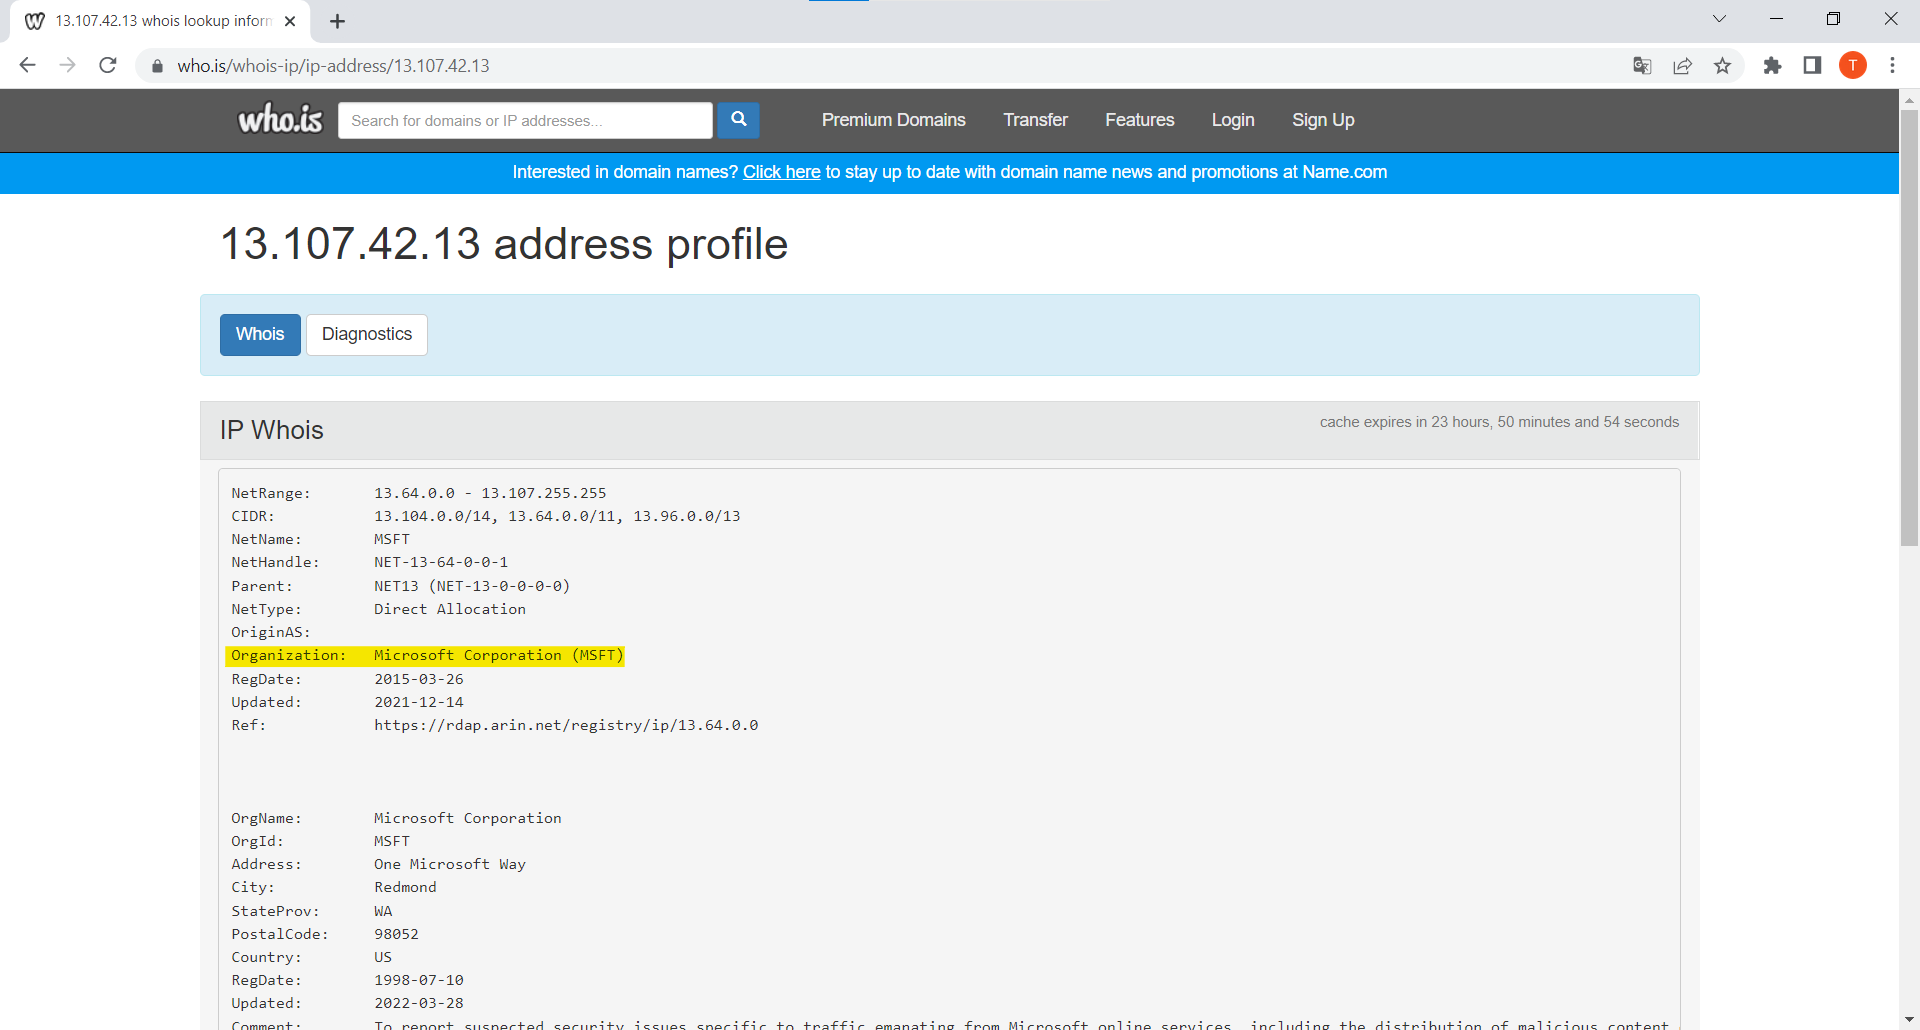 13.107.42.13 whois lookup inform
who.is/whois-ip/ip-address/13.107.42.13
T
who.is
Search for domains or IP addresses...
Premium Domains
Transfer
Features
Login
Sign Up
Interested in domain names? Click here to stay up to date with domain name news and promotions at Name.com
13.107.42.13 address profile
Whois
Diagnostics
IP Whois
cache expires in 23 hours, 50 minutes and 54 seconds
NetRange: 13.64.0.0 - 13.107.255.255
CIDR: 13.104.0.0/14, 13.64.0.0/11, 13.96.0.0/13
NetName: MSFT
NetHandle: NET-13-64-0-0-1
Parent: NET13 (NET-13-0-0-0-0)
NetType: Direct Allocation
OriginAS:
Organization: Microsoft Corporation (MSFT)
RegDate: 2015-03-26
Updated: 2021-12-14
Ref: https://rdap.arin.net/registry/ip/13.64.0.0
OrgName: Microsoft Corporation
OrgId: MSFT
Address: One Microsoft Way
City: Redmond
StateProv: WA
PostalCode: 98052
Country: US
RegDate: 1998-07-10
Updated: 2022-03-28
Comment: To report suspected security issues specific to traffic emanating from Microsoft online services, including the distribution of malicious content